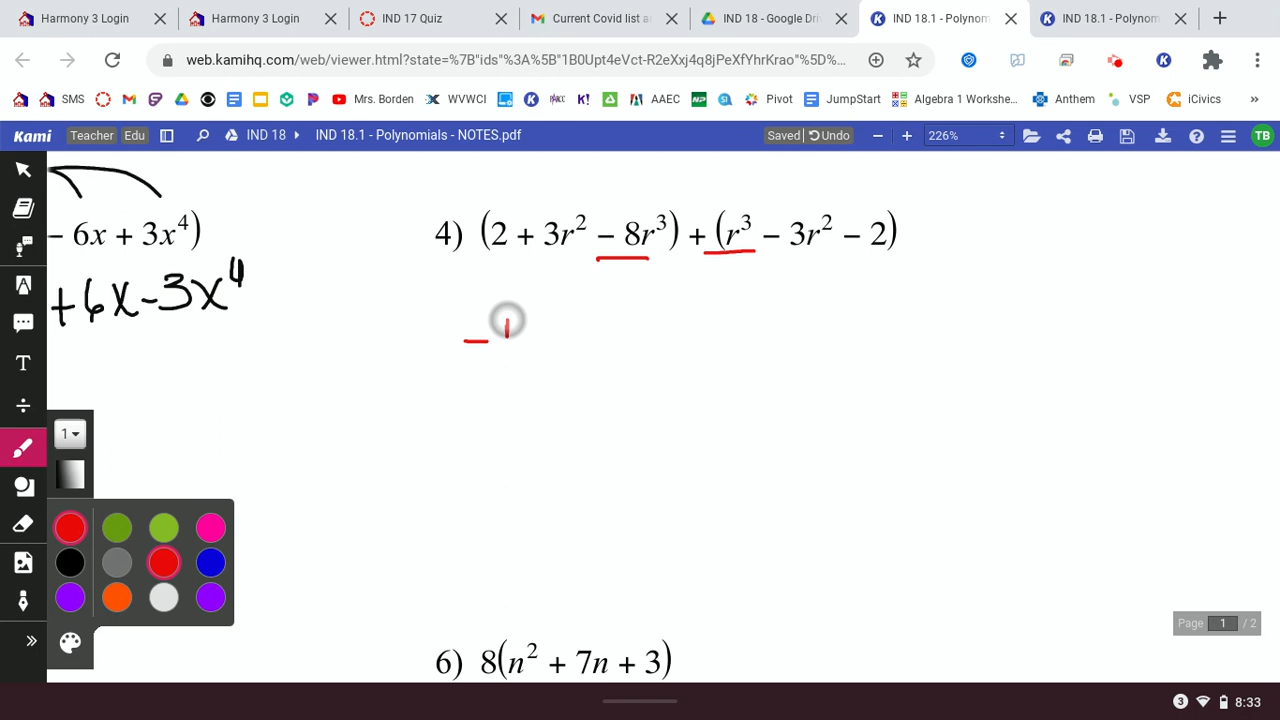 Harmony 3 Login
Harmony 3 Login
IND 17 Quiz
Current Covid list a
IND 18 - Google Dri
IND 18.1 - Polynom
IND 18.1 - Polynom
web.kamihq.com/web/viewer.html?state=%7B"ids"%3A%5B"1B0Upt4eVct-R2eXxj4q8jPeXfYhrKrao"%5D%...
SMS
Mrs. Borden
WVWCI
K!
AAEC
NP
Pivot
JumpStart
Algebra 1 Workshe...
Anthem
VSP
iCivics
»
Kami
Teacher
Edu
IND 18
IND 18.1 - Polynomials - NOTES.pdf
Saved
Undo
226%
TB
− 6x + 3x⁴)
+6x-3x⁴
4) (2 + 3r² − 8r³) + (r³ − 3r² − 2)
1
6) 8(n² + 7n + 3)
Page 1 / 2
3
8:33